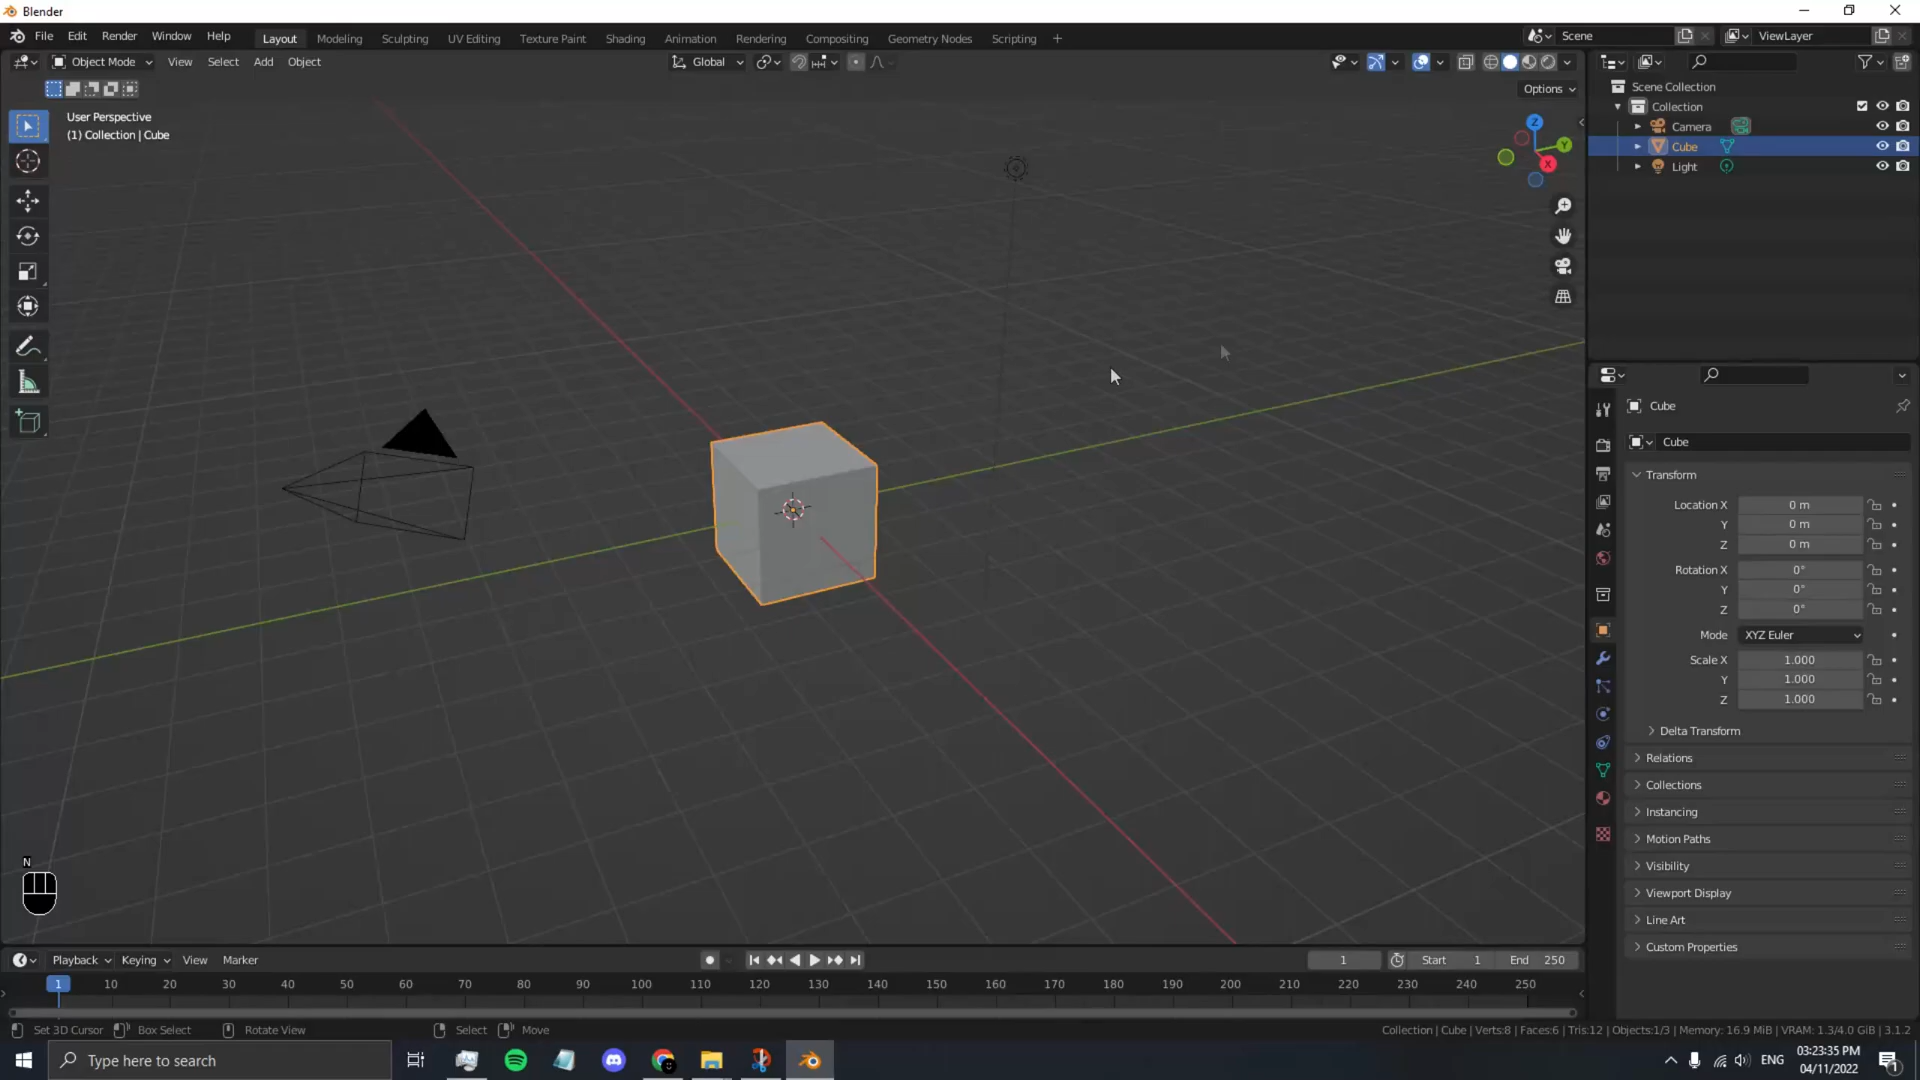 Blender
File Edit Render Window Help
Layout Modeling Sculpting UV Editing Texture Paint Shading Animation Rendering Compositing Geometry Nodes Scripting +
Scene ViewLayer
Object Mode View Select Add Object
Global
Options
User Perspective
(1) Collection | Cube
Z
Y
X
Scene Collection
Collection
Camera
Cube
Light
Cube
Cube
Transform
Location X 0 m
Y 0 m
Z 0 m
Rotation X 0°
Y 0°
Z 0°
Mode XYZ Euler
Scale X 1.000
Y 1.000
Z 1.000
Delta Transform
Relations
Collections
Instancing
Motion Paths
Visibility
Viewport Display
Line Art
Custom Properties
N
Playback Keying View Marker
1 Start 1 End 250
1 10 20 30 40 50 60 70 80 90 100 110 120 130 140 150 160 170 180 190 200 210 220 230 240 250
Set 3D Cursor Box Select Rotate View Select Move
Collection | Cube | Verts:8 | Faces:6 | Tris:12 | Objects:1/3 | Memory: 16.9 MiB | VRAM: 1.3/4.0 GiB | 3.1.2
Type here to search
ENG
03:23:35 PM
04/11/2022
1